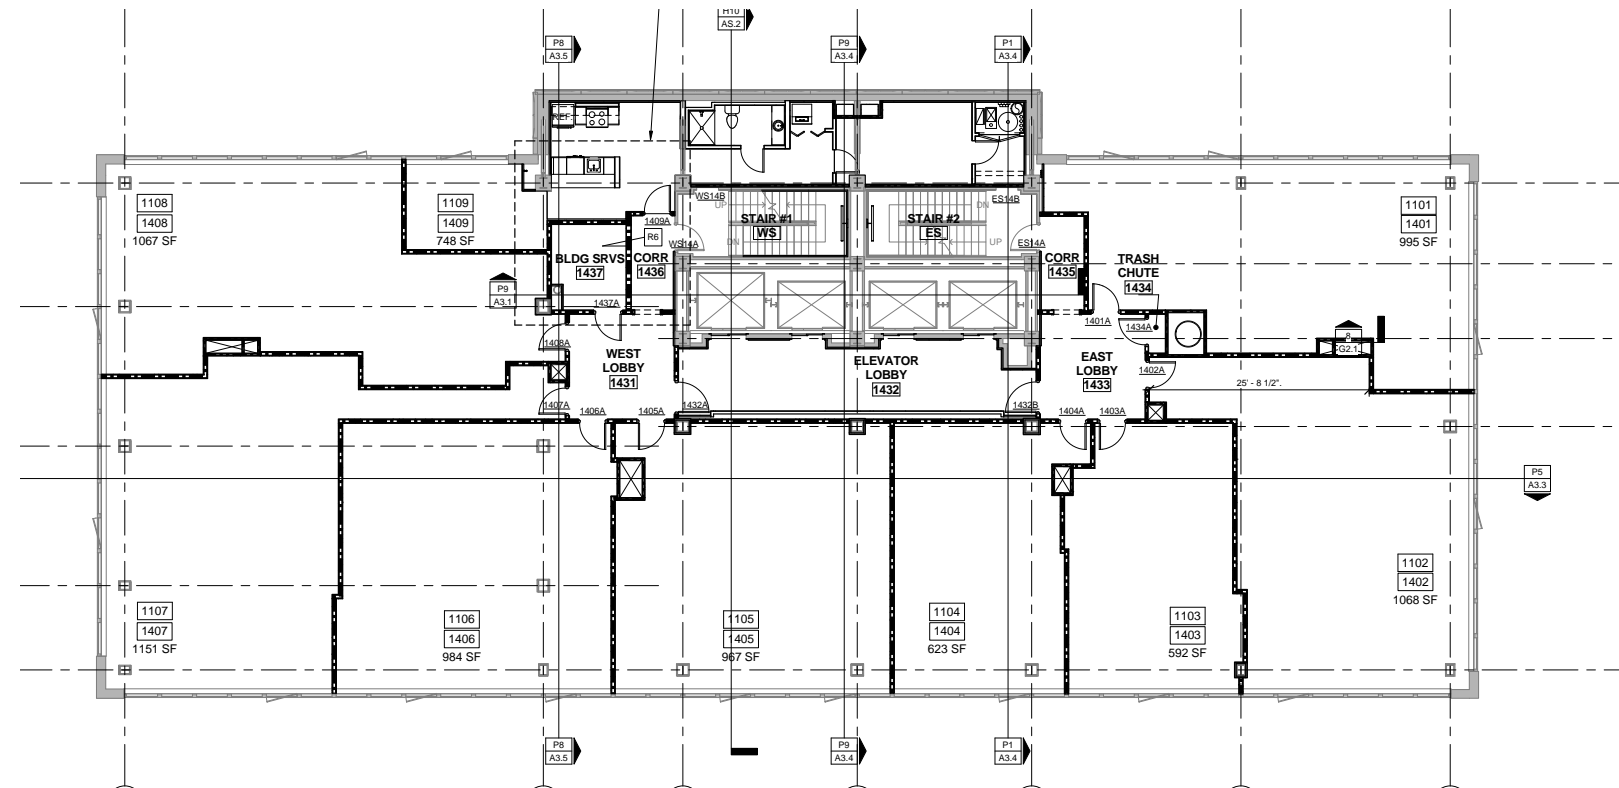 H10
AS.2
P8
A3.5
P9
A3.4
P1
A3.4
REF.
1108
1408
1067 SF
1109
1409
748 SF
WS14B
UP
STAIR #1
WS
DN
WS14A
1409A
R6
BLDG SRVS
1437
CORR
1436
1437A
STAIR #2
ES
DN
UP
ES14B
ES14A
CORR
1435
TRASH
CHUTE
1434
1101
1401
995 SF
P9
A3.1
1401A
1434A
1408A
WEST
LOBBY
1431
ELEVATOR
LOBBY
1432
EAST
LOBBY
1433
1402A
8
G2.1
25' - 8 1/2".
1407A
1406A
1405A
1432A
1432B
1404A
1403A
P5
A3.3
1107
1407
1151 SF
1106
1406
984 SF
1105
1405
967 SF
1104
1404
623 SF
1103
1403
592 SF
1102
1402
1068 SF
P8
A3.5
P9
A3.4
P1
A3.4